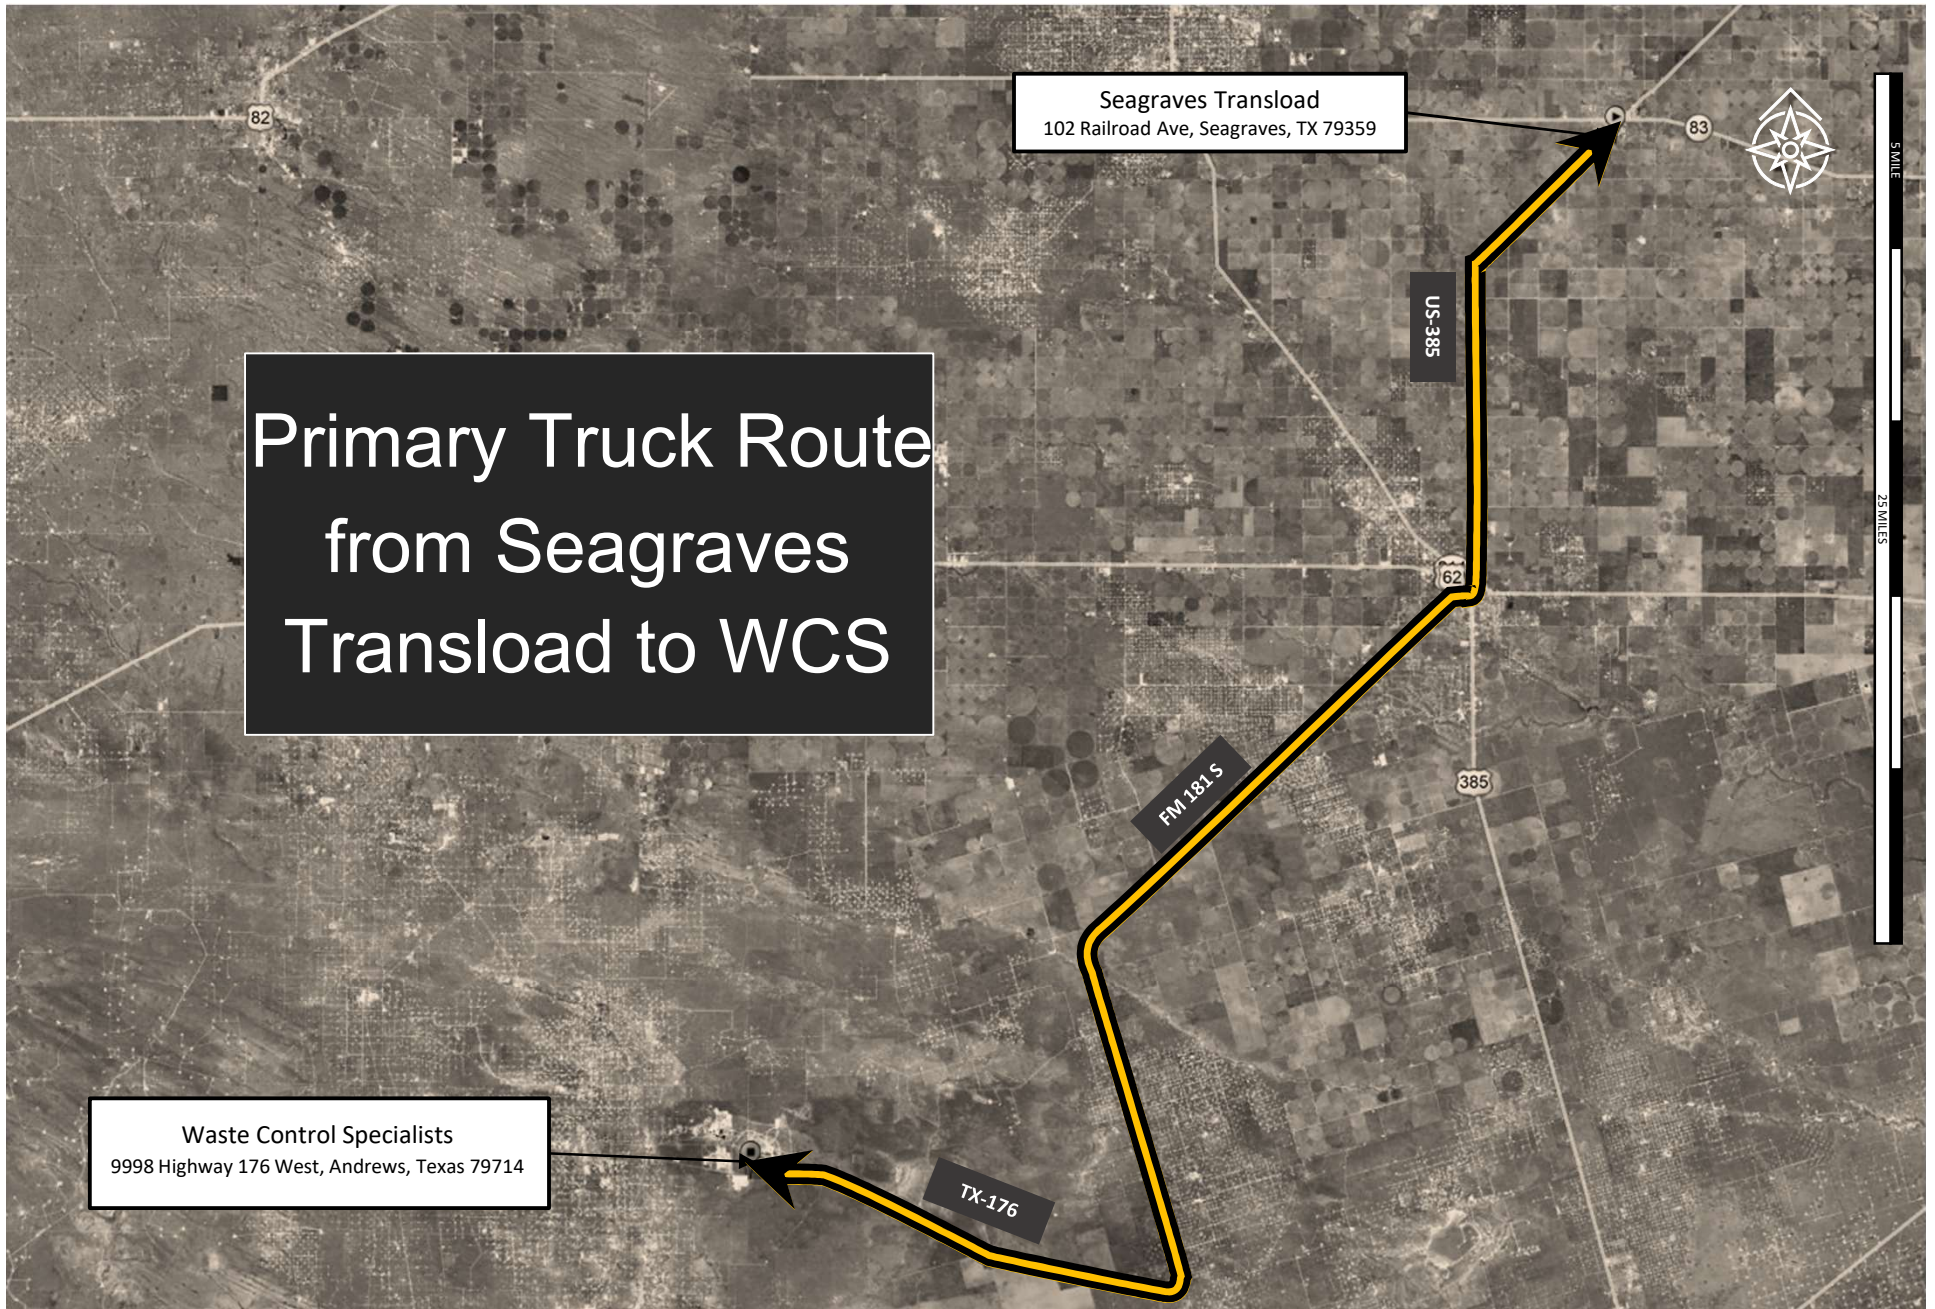 82
Seagraves Transload
102 Railroad Ave, Seagraves, TX 79359
83
5 MILE
25 MILES
US-385
Primary Truck Route
from Seagraves
Transload to WCS
62
385
FM 181 S
Waste Control Specialists
9998 Highway 176 West, Andrews, Texas 79714
TX-176